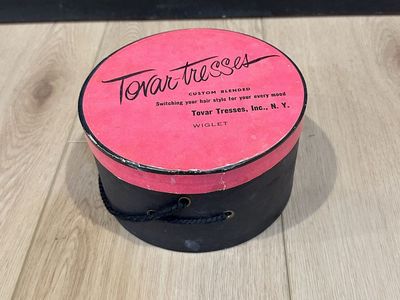 Tovar-tresses
CUSTOM BLENDED
Switching your hair style for your every mood
Tovar Tresses, Inc., N. Y.
WIGLET